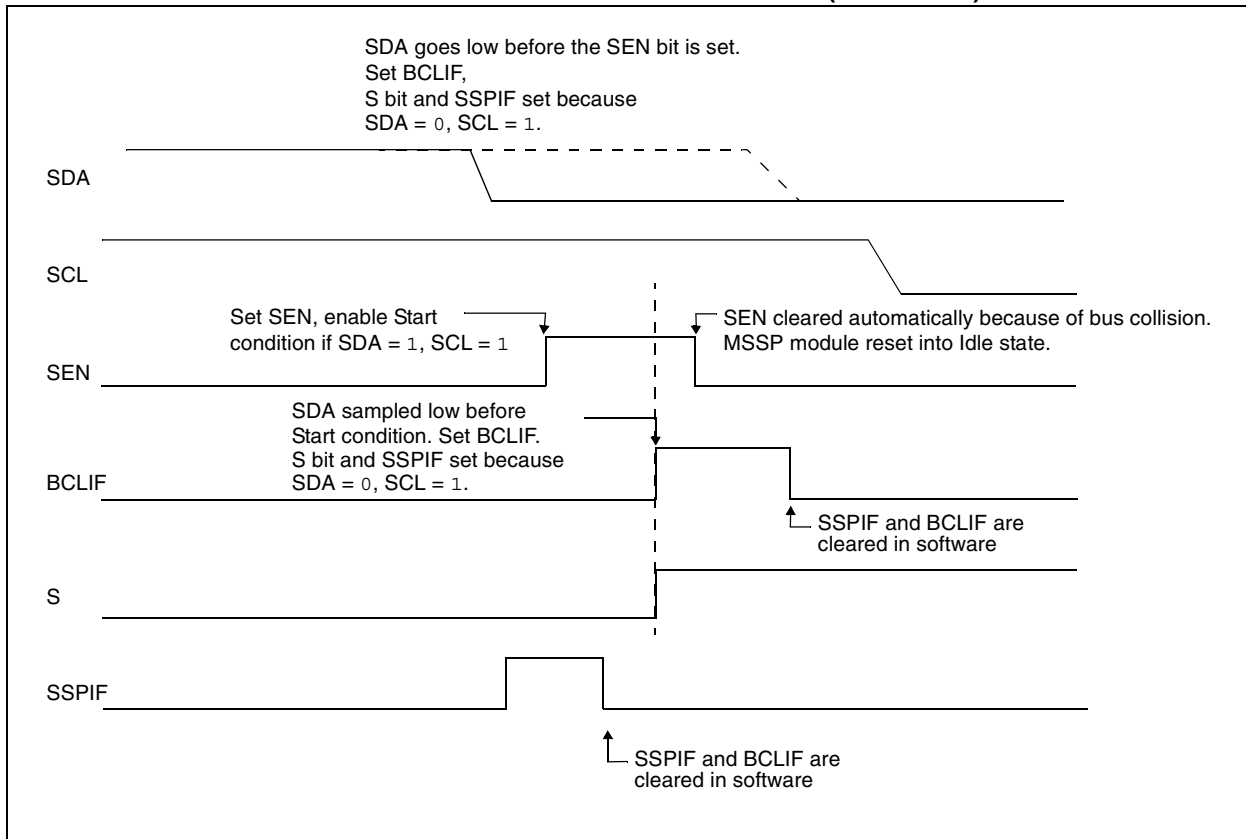 SDA goes low before the SEN bit is set.
Set BCLIF,
S bit and SSPIF set because
SDA = 0, SCL = 1.
SDA
SCL
Set SEN, enable Start
condition if SDA = 1, SCL = 1
SEN cleared automatically because of bus collision.
MSSP module reset into Idle state.
SEN
SDA sampled low before
Start condition. Set BCLIF.
S bit and SSPIF set because
SDA = 0, SCL = 1.
BCLIF
SSPIF and BCLIF are
cleared in software
S
SSPIF
SSPIF and BCLIF are
cleared in software